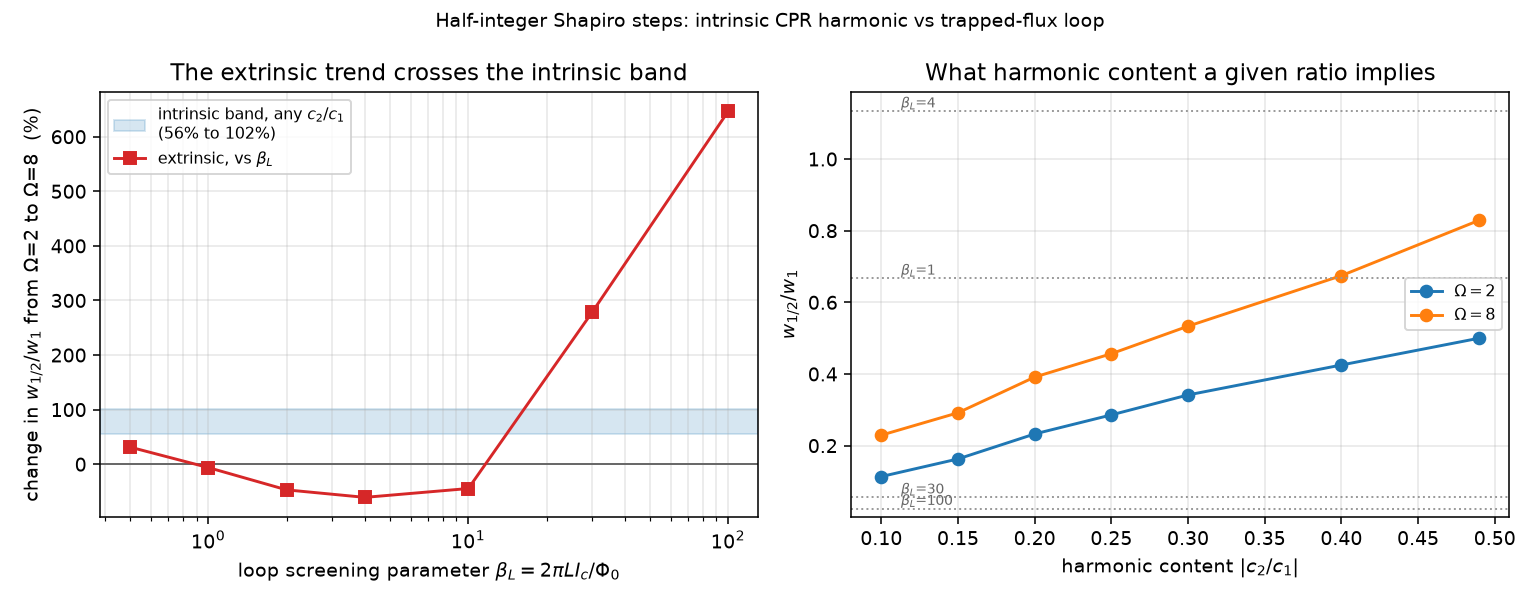 Half-integer Shapiro steps: intrinsic CPR harmonic vs trapped-flux loop
The extrinsic trend crosses the intrinsic band
change in w₁/₂/w₁ from Ω=2 to Ω=8 (%)
600
500
400
300
200
100
0
intrinsic band, any c₂/c₁
(56% to 102%)
extrinsic, vs β_L
10⁰
10¹
10²
loop screening parameter β_L = 2πLI_c/Φ₀
What harmonic content a given ratio implies
w₁/₂/w₁
1.0
0.8
0.6
0.4
0.2
β_L=4
β_L=1
β_L=30
β_L=100
Ω = 2
Ω = 8
0.10
0.15
0.20
0.25
0.30
0.35
0.40
0.45
0.50
harmonic content |c₂/c₁|